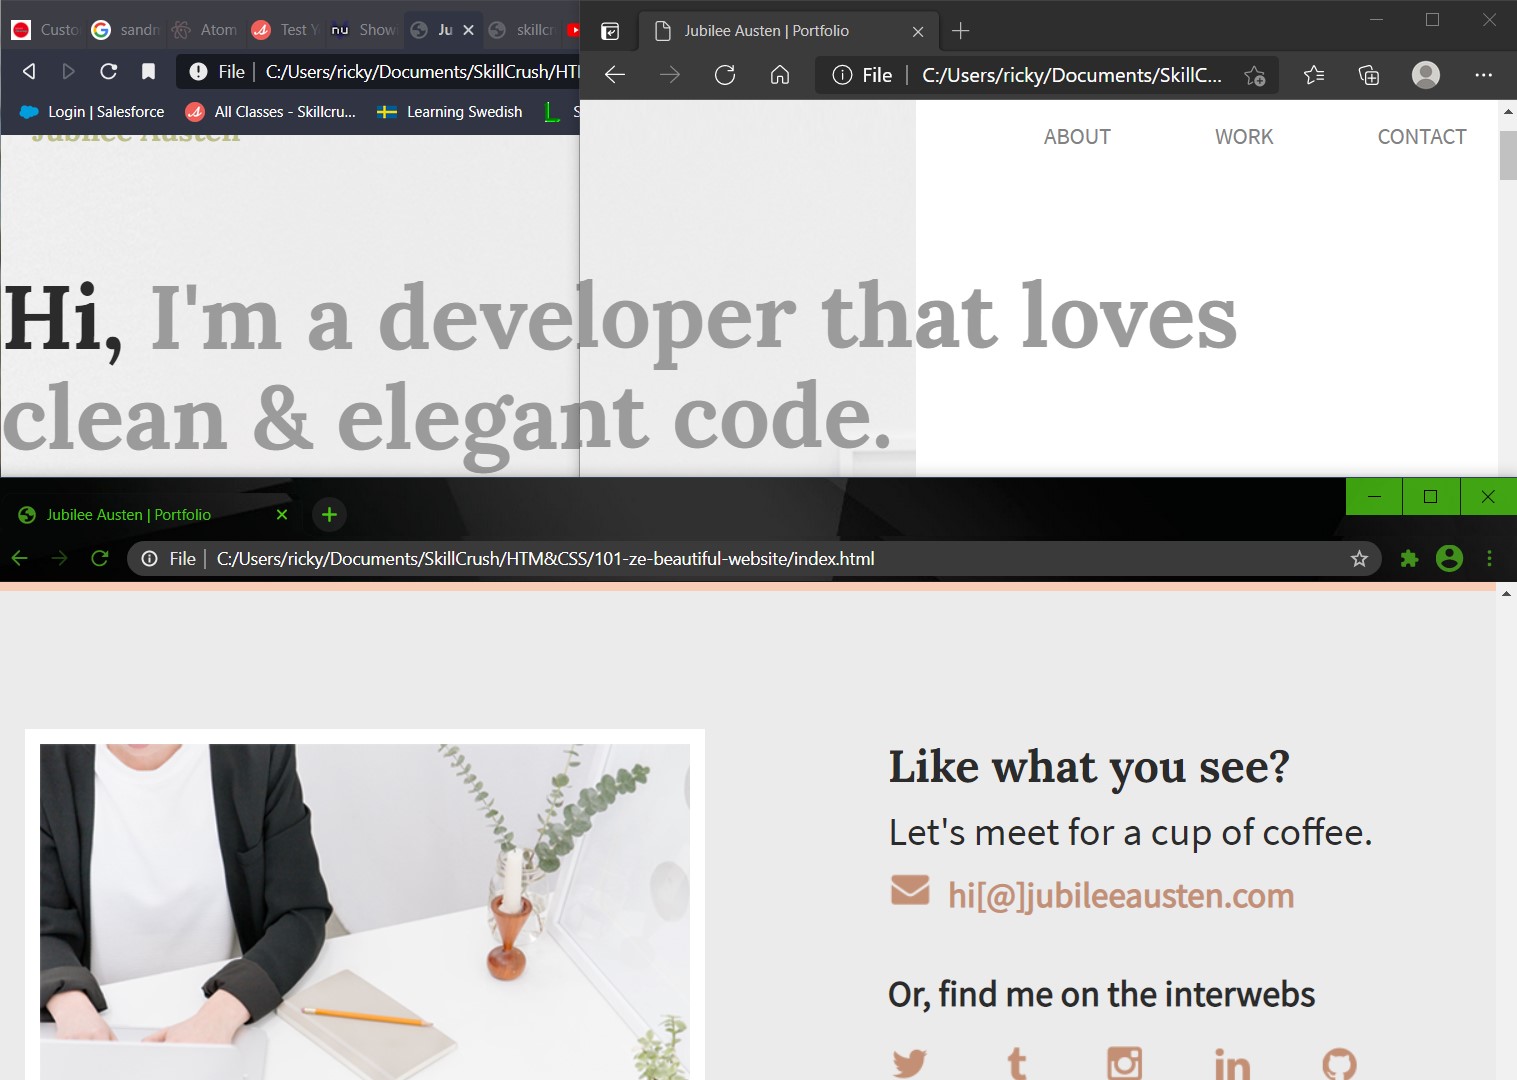 Custo
sandn
Atom
Test Y
nu
Show
Ju
skillcr
File
C:/Users/ricky/Documents/SkillCrush/HTI
Login | Salesforce
All Classes - Skillcru...
Learning Swedish
S
Jubilee Austen
Jubilee Austen | Portfolio
File
C:/Users/ricky/Documents/SkillC...
ABOUT
WORK
CONTACT
Hi, I'm a developer that loves
clean & elegant code.
Jubilee Austen | Portfolio
File
C:/Users/ricky/Documents/SkillCrush/HTM&CSS/101-ze-beautiful-website/index.html
Like what you see?
Let's meet for a cup of coffee.
hi[@]jubileeausten.com
Or, find me on the interwebs